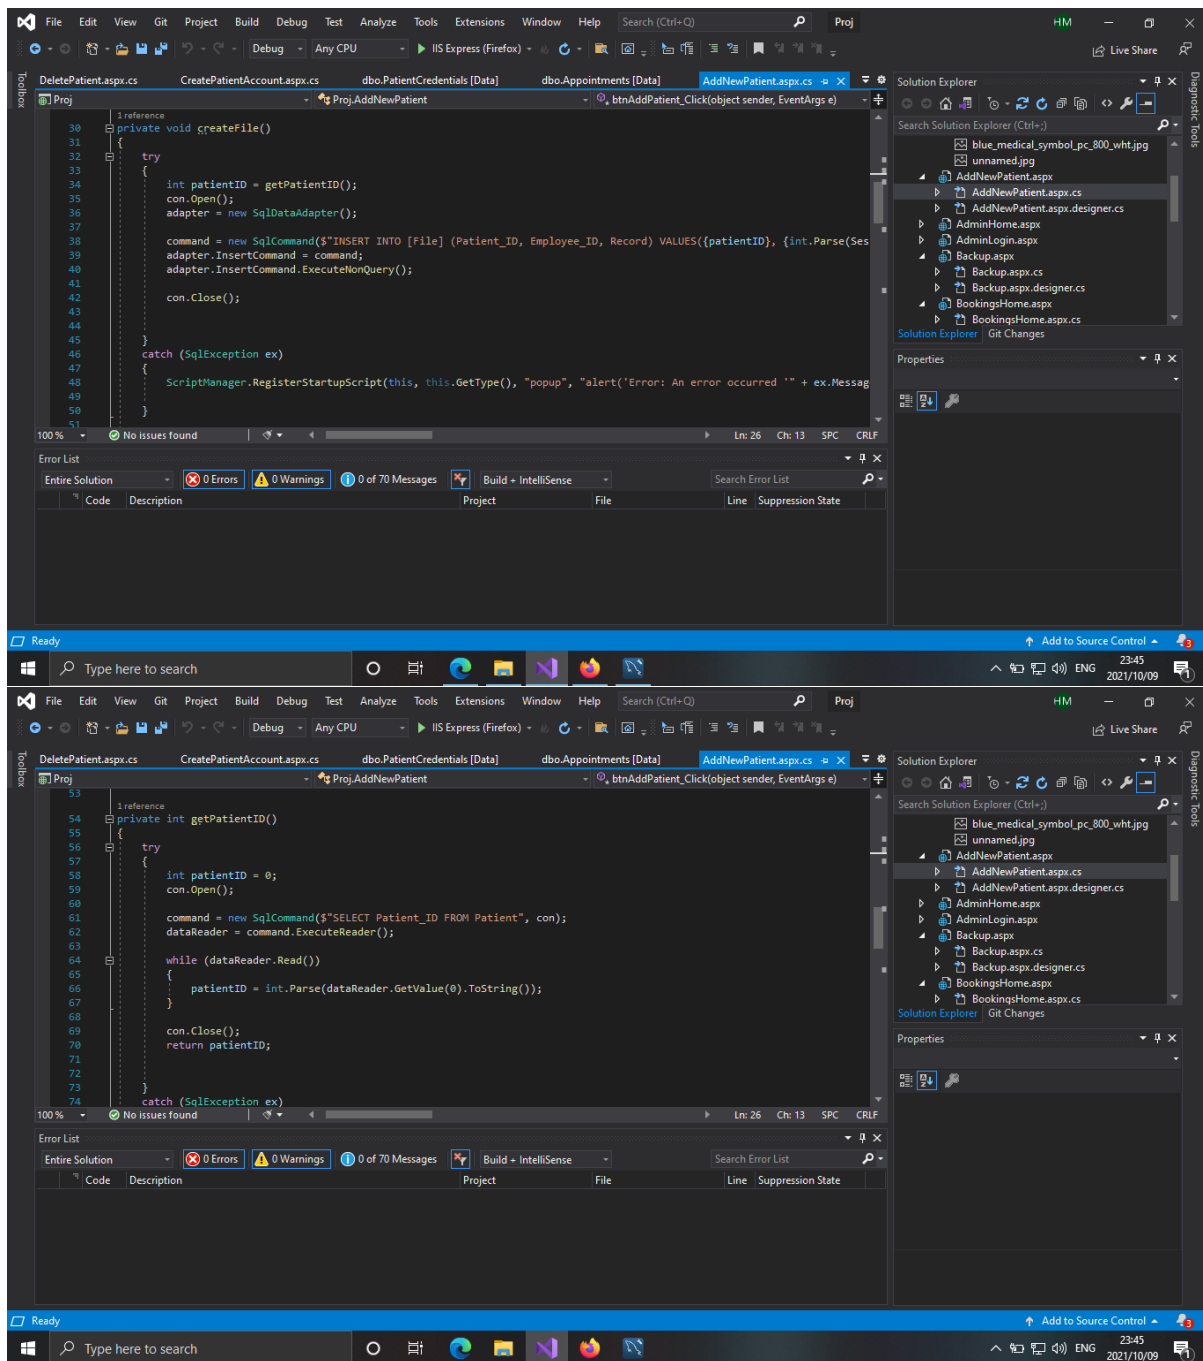 File Edit View Git Project Build Debug Test Analyze Tools Extensions Window Help Search (Ctrl+Q) Proj HM
Debug Any CPU IIS Express (Firefox) Live Share
Toolbox
DeletePatient.aspx.cs CreatePatientAccount.aspx.cs dbo.PatientCredentials [Data] dbo.Appointments [Data] AddNewPatient.aspx.cs
Proj Proj.AddNewPatient btnAddPatient_Click(object sender, EventArgs e)
1 reference
30 private void createFile()
31 {
32 try
33 {
34 int patientID = getPatientID();
35 con.Open();
36 adapter = new SqlDataAdapter();
37
38 command = new SqlCommand($"INSERT INTO [File] (Patient_ID, Employee_ID, Record) VALUES({patientID}, {int.Parse(Ses
39 adapter.InsertCommand = command;
40 adapter.InsertCommand.ExecuteNonQuery();
41
42 con.Close();
43
44
45 }
46 catch (SqlException ex)
47 {
48 ScriptManager.RegisterStartupScript(this, this.GetType(), "popup", "alert('Error: An error occurred '" + ex.Messag
49
50 }
51
100 % No issues found Ln: 26 Ch: 13 SPC CRLF
Error List
Entire Solution 0 Errors 0 Warnings 0 of 70 Messages Build + IntelliSense Search Error List
Code Description Project File Line Suppression State
Solution Explorer
Search Solution Explorer (Ctrl+;)
blue_medical_symbol_pc_800_wht.jpg
unnamed.jpg
AddNewPatient.aspx
AddNewPatient.aspx.cs
AddNewPatient.aspx.designer.cs
AdminHome.aspx
AdminLogin.aspx
Backup.aspx
Backup.aspx.cs
Backup.aspx.designer.cs
BookingsHome.aspx
BookingsHome.aspx.cs
Solution Explorer Git Changes
Properties
Diagnostic Tools
Ready Add to Source Control 3
Type here to search ENG 23:45
2021/10/09 1
File Edit View Git Project Build Debug Test Analyze Tools Extensions Window Help Search (Ctrl+Q) Proj HM
Debug Any CPU IIS Express (Firefox) Live Share
Toolbox
DeletePatient.aspx.cs CreatePatientAccount.aspx.cs dbo.PatientCredentials [Data] dbo.Appointments [Data] AddNewPatient.aspx.cs
Proj Proj.AddNewPatient btnAddPatient_Click(object sender, EventArgs e)
53
1 reference
54 private int getPatientID()
55 {
56 try
57 {
58 int patientID = 0;
59 con.Open();
60
61 command = new SqlCommand($"SELECT Patient_ID FROM Patient", con);
62 dataReader = command.ExecuteReader();
63
64 while (dataReader.Read())
65 {
66 patientID = int.Parse(dataReader.GetValue(0).ToString());
67 }
68
69 con.Close();
70 return patientID;
71
72
73 }
74 catch (SqlException ex)
100 % No issues found Ln: 26 Ch: 13 SPC CRLF
Error List
Entire Solution 0 Errors 0 Warnings 0 of 70 Messages Build + IntelliSense Search Error List
Code Description Project File Line Suppression State
Solution Explorer
Search Solution Explorer (Ctrl+;)
blue_medical_symbol_pc_800_wht.jpg
unnamed.jpg
AddNewPatient.aspx
AddNewPatient.aspx.cs
AddNewPatient.aspx.designer.cs
AdminHome.aspx
AdminLogin.aspx
Backup.aspx
Backup.aspx.cs
Backup.aspx.designer.cs
BookingsHome.aspx
BookingsHome.aspx.cs
Solution Explorer Git Changes
Properties
Diagnostic Tools
Ready Add to Source Control 3
Type here to search ENG 23:45
2021/10/09 1